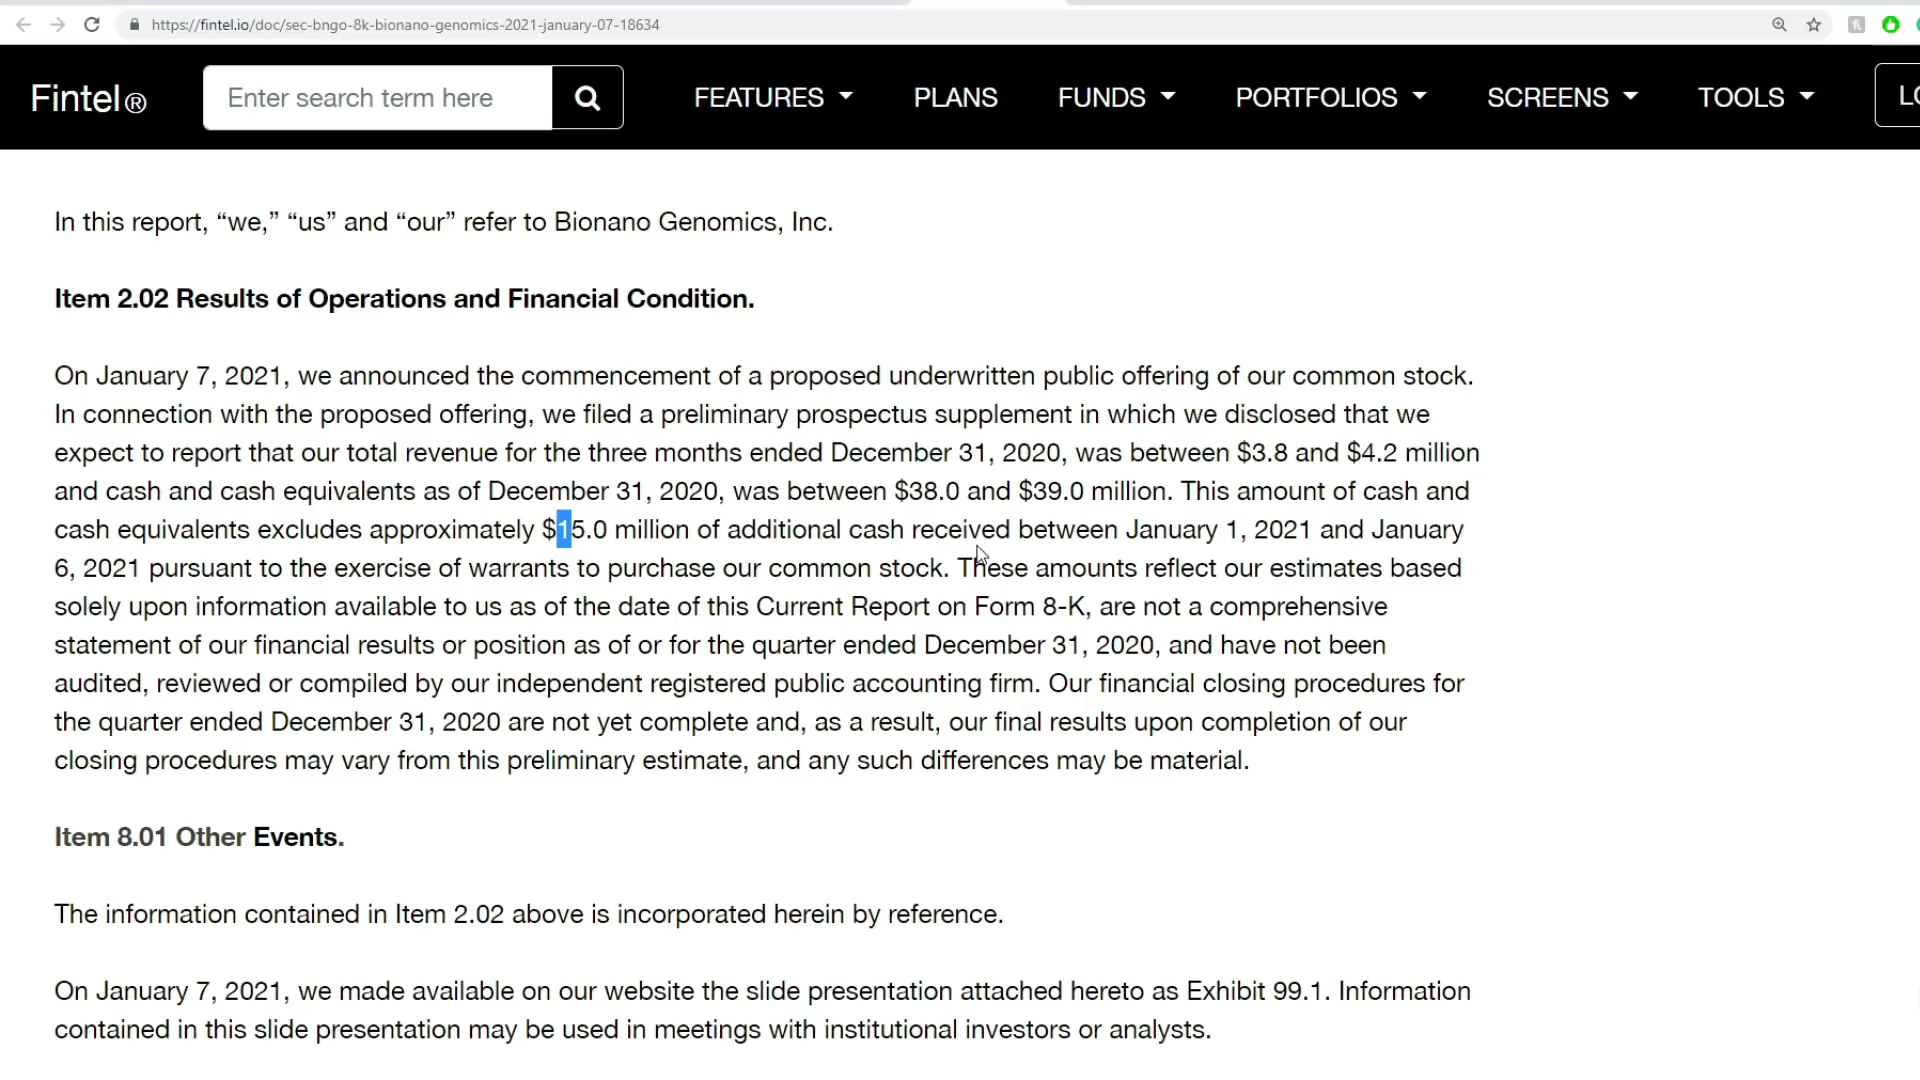 https://fintel.io/doc/sec-bngo-8k-bionano-genomics-2021-january-07-18634
Fintel® Enter search term here FEATURES PLANS FUNDS PORTFOLIOS SCREENS TOOLS
In this report, “we,” “us” and “our” refer to Bionano Genomics, Inc.
Item 2.02 Results of Operations and Financial Condition.
On January 7, 2021, we announced the commencement of a proposed underwritten public offering of our common stock.
In connection with the proposed offering, we filed a preliminary prospectus supplement in which we disclosed that we
expect to report that our total revenue for the three months ended December 31, 2020, was between $3.8 and $4.2 million
and cash and cash equivalents as of December 31, 2020, was between $38.0 and $39.0 million. This amount of cash and
cash equivalents excludes approximately $15.0 million of additional cash received between January 1, 2021 and January
6, 2021 pursuant to the exercise of warrants to purchase our common stock. These amounts reflect our estimates based
solely upon information available to us as of the date of this Current Report on Form 8-K, are not a comprehensive
statement of our financial results or position as of or for the quarter ended December 31, 2020, and have not been
audited, reviewed or compiled by our independent registered public accounting firm. Our financial closing procedures for
the quarter ended December 31, 2020 are not yet complete and, as a result, our final results upon completion of our
closing procedures may vary from this preliminary estimate, and any such differences may be material.
Item 8.01 Other Events.
The information contained in Item 2.02 above is incorporated herein by reference.
On January 7, 2021, we made available on our website the slide presentation attached hereto as Exhibit 99.1. Information
contained in this slide presentation may be used in meetings with institutional investors or analysts.